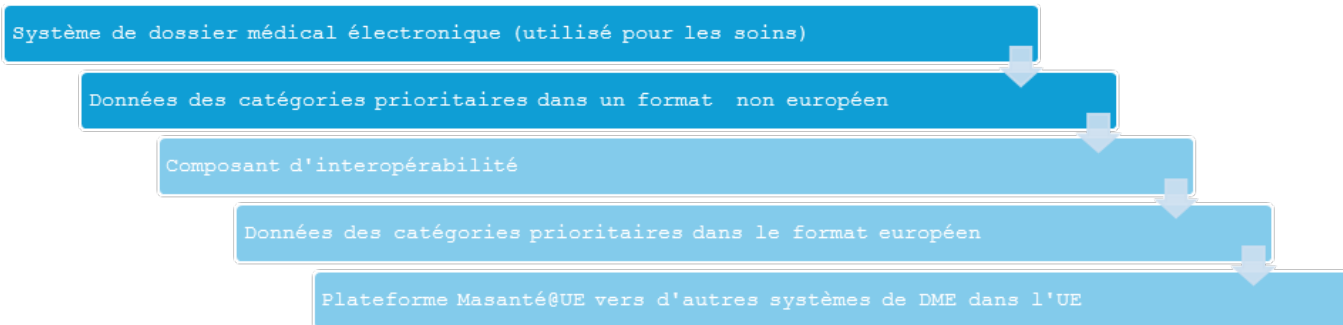 Système de dossier médical électronique (utilisé pour les soins)
Données des catégories prioritaires dans un format non européen
Composant d'interopérabilité
Données des catégories prioritaires dans le format européen
Plateforme Masanté@UE vers d'autres systèmes de DME dans l'UE